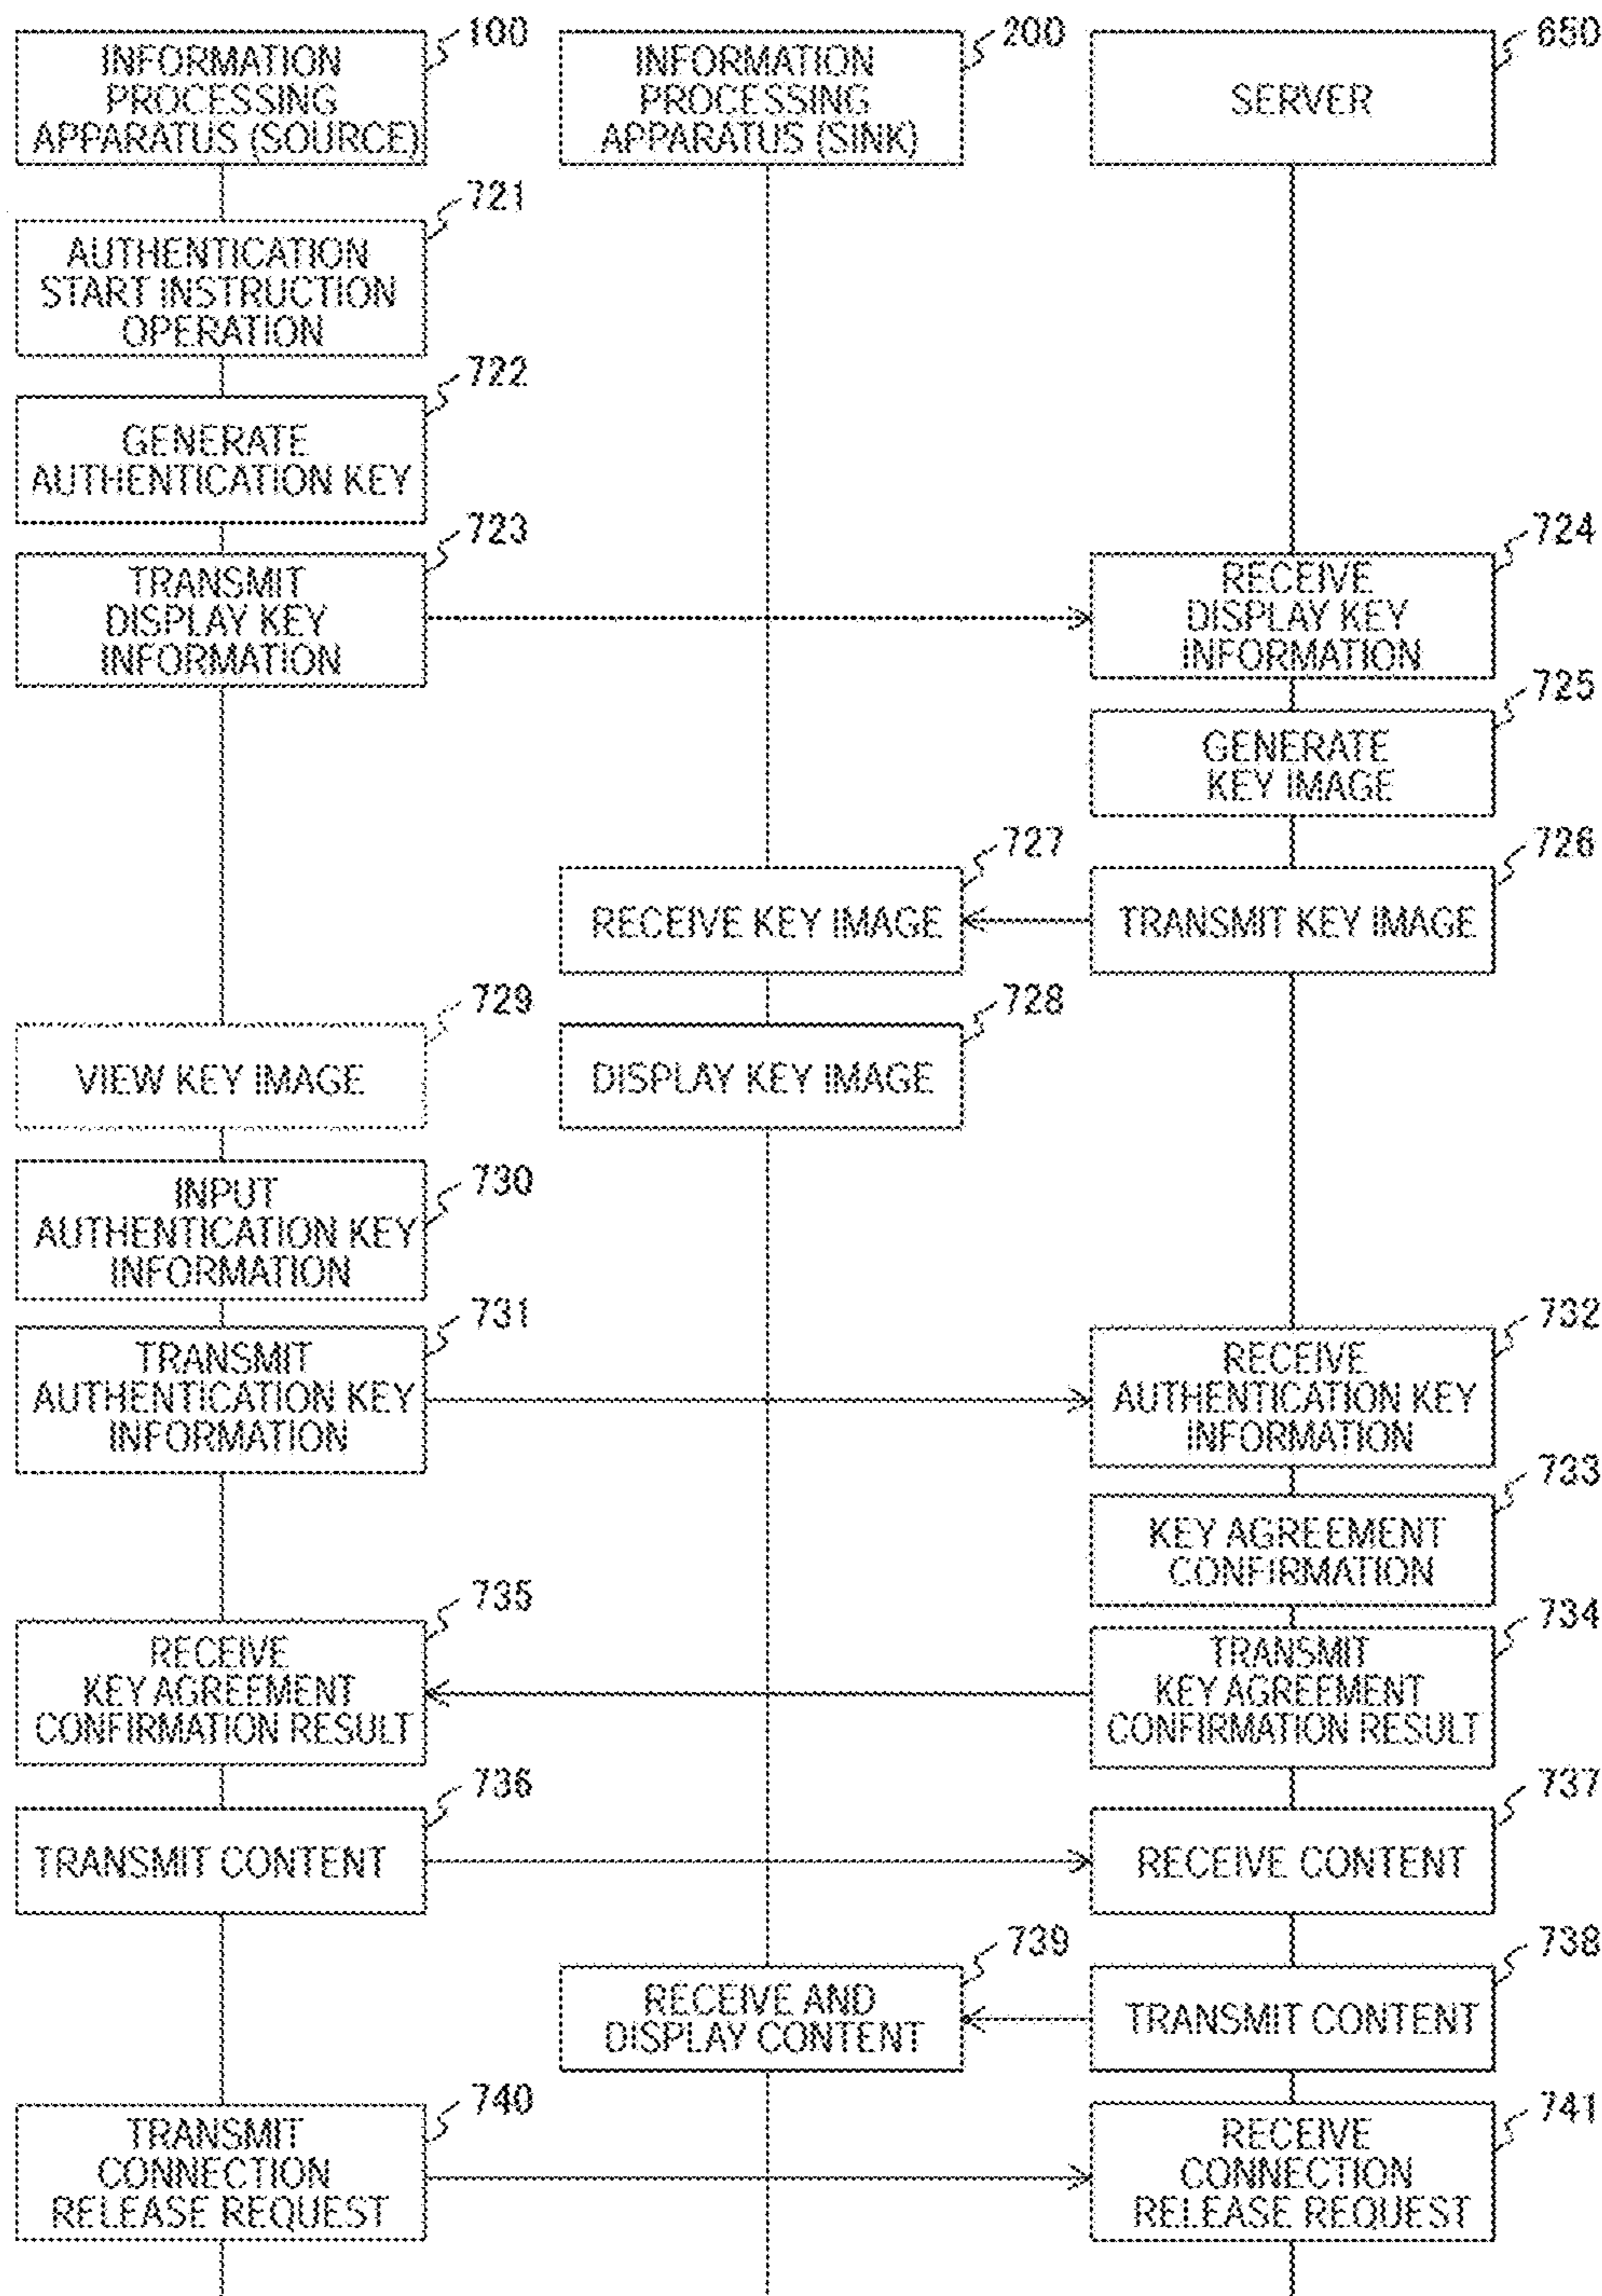 100
INFORMATION
PROCESSING
APPARATUS (SOURCE)
200
INFORMATION
PROCESSING
APPARATUS (SINK)
650
SERVER
721
AUTHENTICATION
START INSTRUCTION
OPERATION
722
GENERATE
AUTHENTICATION KEY
723
TRANSMIT
DISPLAY KEY
INFORMATION
724
RECEIVE
DISPLAY KEY
INFORMATION
725
GENERATE
KEY IMAGE
726
TRANSMIT KEY IMAGE
727
RECEIVE KEY IMAGE
728
DISPLAY KEY IMAGE
729
VIEW KEY IMAGE
730
INPUT
AUTHENTICATION KEY
INFORMATION
731
TRANSMIT
AUTHENTICATION KEY
INFORMATION
732
RECEIVE
AUTHENTICATION KEY
INFORMATION
733
KEY AGREEMENT
CONFIRMATION
734
TRANSMIT
KEY AGREEMENT
CONFIRMATION RESULT
735
RECEIVE
KEY AGREEMENT
CONFIRMATION RESULT
736
TRANSMIT CONTENT
737
RECEIVE CONTENT
738
TRANSMIT CONTENT
739
RECEIVE AND
DISPLAY CONTENT
740
TRANSMIT
CONNECTION
RELEASE REQUEST
741
RECEIVE
CONNECTION
RELEASE REQUEST